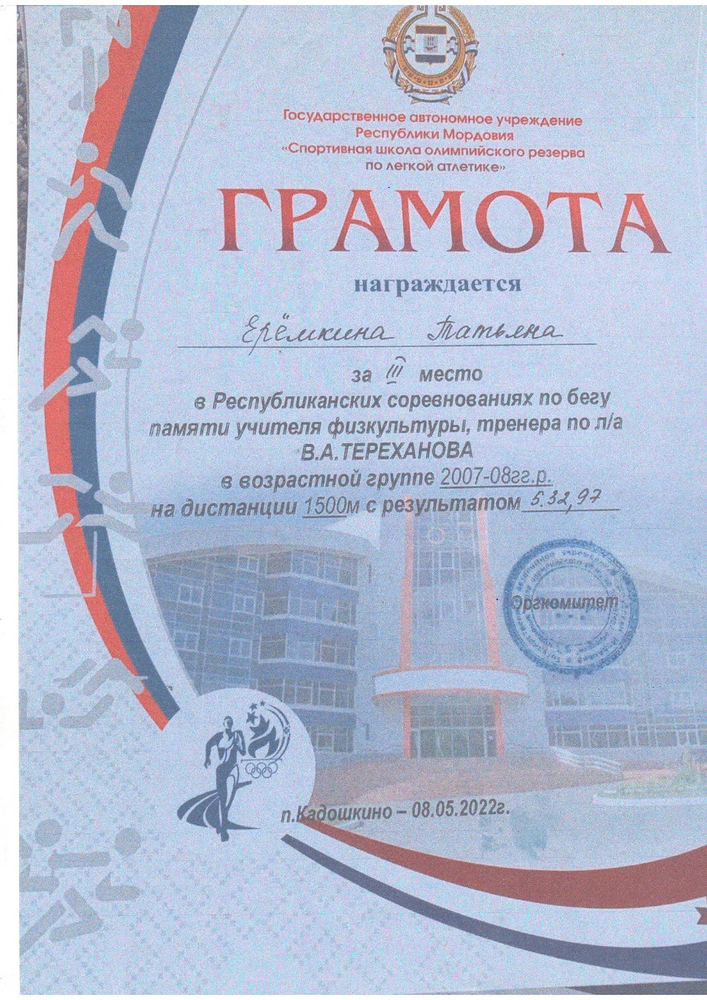 Государственное автономное учреждение
Республики Мордовия
«Спортивная школа олимпийского резерва
по легкой атлетике»
ГРАМОТА
награждается
Ерёмкина Татьяна
за III место
в Республиканских соревнованиях по бегу
памяти учителя физкультуры, тренера по л/а
В.А.ТЕРЕХАНОВА
в возрастной группе 2007-08гг.р.
на дистанции 1500м с результатом 5.32,97
Оргкомитет
п.Кадошкино – 08.05.2022г.